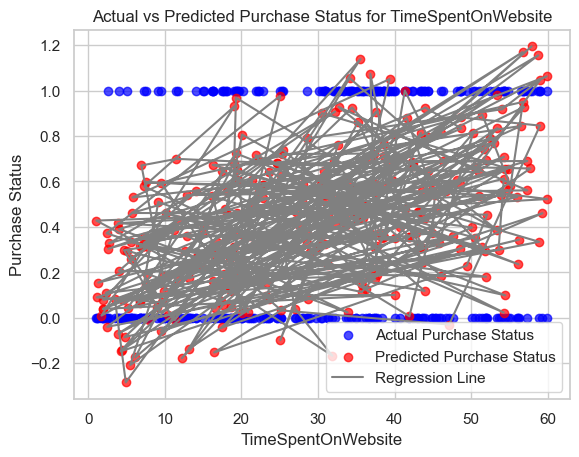 Actual vs Predicted Purchase Status for TimeSpentOnWebsite
1.2
1.0
0.8
0.6
0.4
0.2
0.0
−0.2
Purchase Status
Actual Purchase Status
Predicted Purchase Status
Regression Line
0 10 20 30 40 50 60
TimeSpentOnWebsite